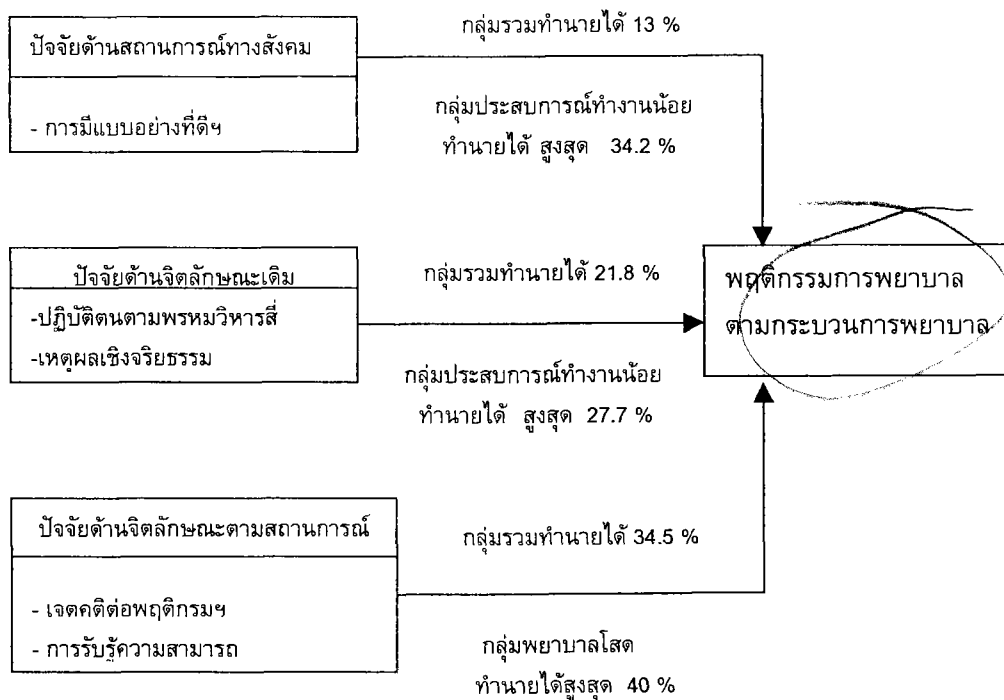 กลุ่มรวมทำนายได้ 13 %
ปัจจัยด้านสถานการณ์ทางสังคม
- การมีแบบอย่างที่ดีฯ
กลุ่มประสบการณ์ทำงานน้อย
ทำนายได้ สูงสุด 34.2 %
ปัจจัยด้านจิตลักษณะเดิม
-ปฏิบัติตนตามพรหมวิหารสี่
-เหตุผลเชิงจริยธรรม
กลุ่มรวมทำนายได้ 21.8 %
กลุ่มประสบการณ์ทำงานน้อย
ทำนายได้ สูงสุด 27.7 %
พฤติกรรมการพยาบาล
ตามกระบวนการพยาบาล
ปัจจัยด้านจิตลักษณะตามสถานการณ์
- เจตคติต่อพฤติกรมฯ
- การรับรู้ความสามารถ
กลุ่มรวมทำนายได้ 34.5 %
กลุ่มพยาบาลโสด
ทำนายได้สูงสุด 40 %